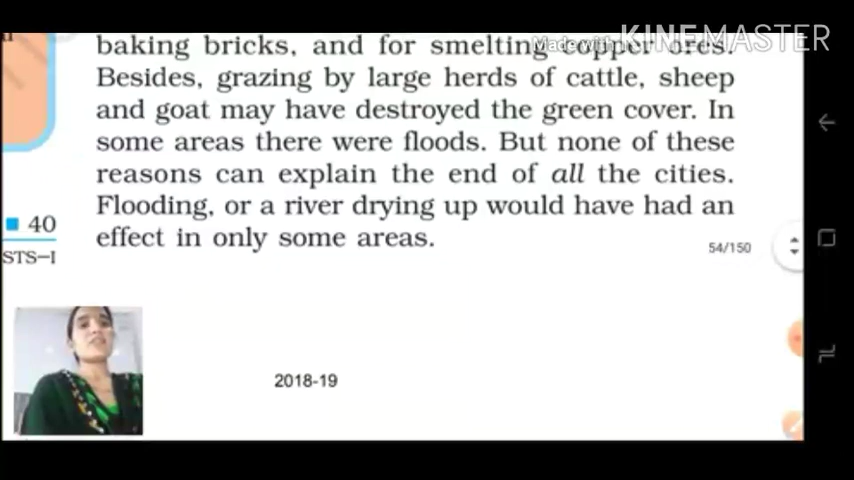 Made with KINEMASTER
baking bricks, and for smelting copper ores.
Besides, grazing by large herds of cattle, sheep
and goat may have destroyed the green cover. In
some areas there were floods. But none of these
reasons can explain the end of all the cities.
Flooding, or a river drying up would have had an
effect in only some areas.
■ 40
STS–I
54/150
2018-19